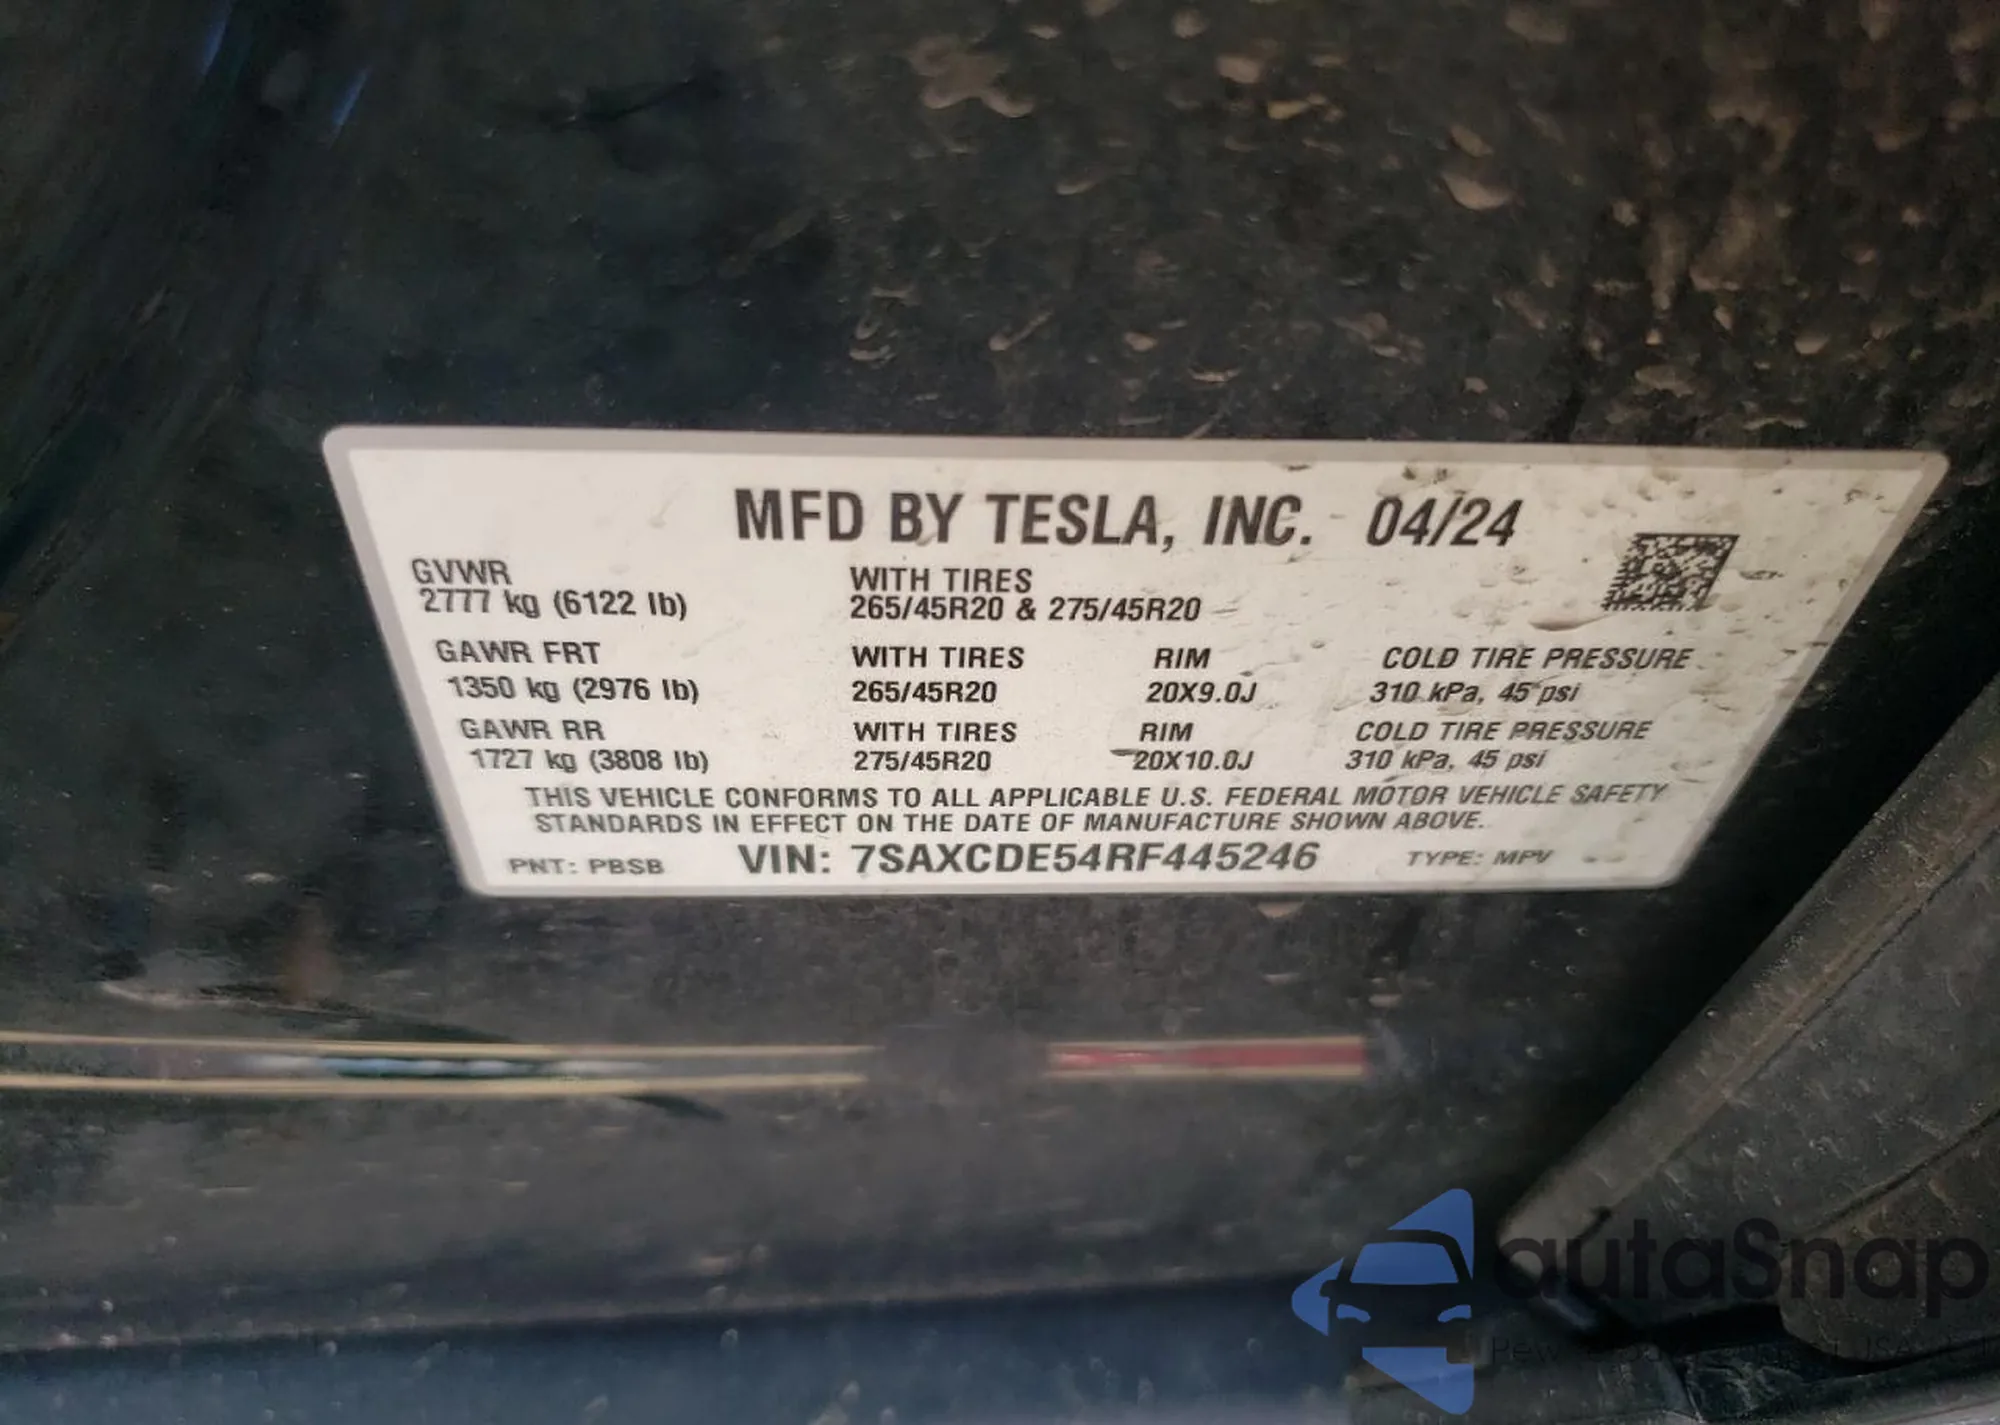 MFD BY TESLA, INC. 04/24
GVWR WITH TIRES
2777 kg (6122 lb) 265/45R20 & 275/45R20
GAWR FRT WITH TIRES RIM COLD TIRE PRESSURE
1350 kg (2976 lb) 265/45R20 20X9.0J 310 kPa, 45 psi
GAWR RR WITH TIRES RIM COLD TIRE PRESSURE
1727 kg (3808 lb) 275/45R20 20X10.0J 310 kPa, 45 psi
THIS VEHICLE CONFORMS TO ALL APPLICABLE U.S. FEDERAL MOTOR VEHICLE SAFETY
STANDARDS IN EFFECT ON THE DATE OF MANUFACTURE SHOWN ABOVE.
PNT: PBSB VIN: 7SAXCDE54RF445246 TYPE: MPV
autaSnap